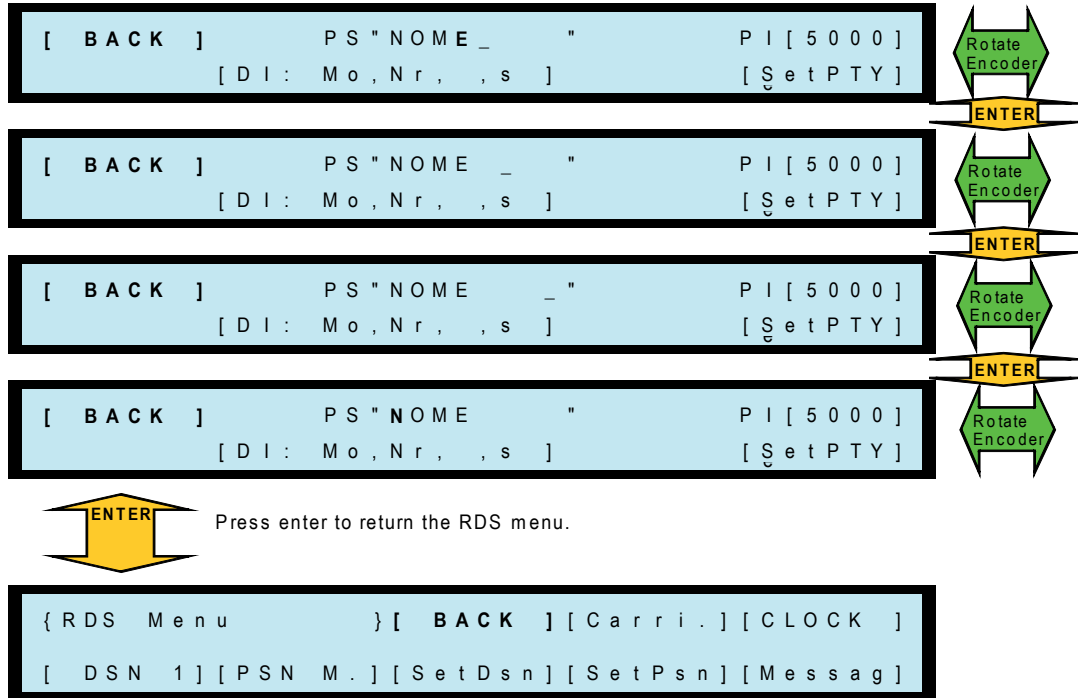 [ BACK ] PS"NOME_ " PI[5000]
[DI: Mo,Nr, ,s ] [SetPTY]
Rotate
Encoder
ENTER
[ BACK ] PS"NOME _ " PI[5000]
[DI: Mo,Nr, ,s ] [SetPTY]
Rotate
Encoder
ENTER
[ BACK ] PS"NOME _" PI[5000]
[DI: Mo,Nr, ,s ] [SetPTY]
Rotate
Encoder
ENTER
[ BACK ] PS"NOME " PI[5000]
[DI: Mo,Nr, ,s ] [SetPTY]
Rotate
Encoder
ENTER
Press enter to return the RDS menu.
{RDS Menu }[ BACK ][Carri.][CLOCK ]
[ DSN 1][PSN M.][SetDsn][SetPsn][Messag]